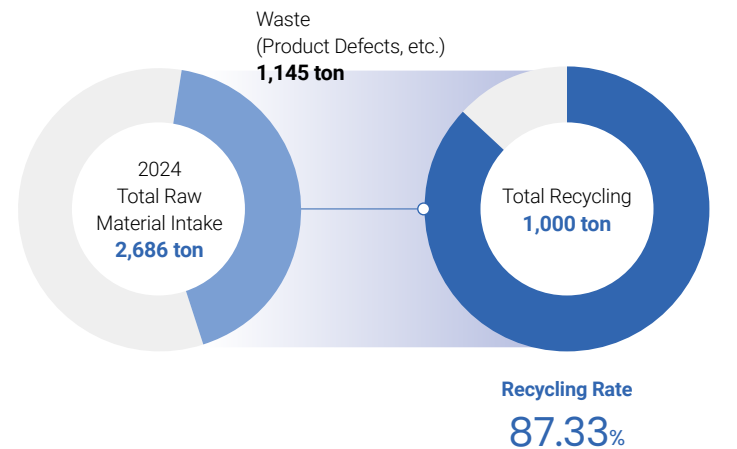 Waste
(Product Defects, etc.)
1,145 ton
2024
Total Raw
Material Intake
2,686 ton
Total Recycling
1,000 ton
Recycling Rate
87.33%